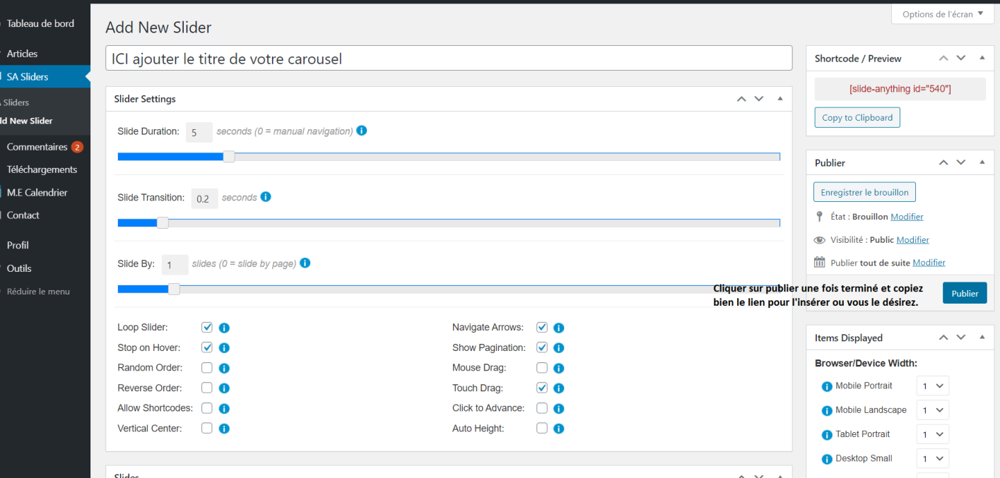 Options de l'écran
Tableau de bord
Articles
SA Sliders
Sliders
Add New Slider
Commentaires 2
Téléchargements
M.E Calendrier
Contact
Profil
Outils
Réduire le menu
Add New Slider
ICI ajouter le titre de votre carousel
Slider Settings
Slide Duration: 5 seconds (0 = manual navigation)
Slide Transition: 0.2 seconds
Slide By: 1 slides (0 = slide by page)
Loop Slider:
Stop on Hover:
Random Order:
Reverse Order:
Allow Shortcodes:
Vertical Center:
Navigate Arrows:
Show Pagination:
Mouse Drag:
Touch Drag:
Click to Advance:
Auto Height:
Slides
Shortcode / Preview
[slide-anything id="540"]
Copy to Clipboard
Publier
Enregistrer le brouillon
État : Brouillon Modifier
Visibilité : Public Modifier
Publier tout de suite Modifier
Cliquer sur publier une fois terminé et copiez
bien le lien pour l'insérer ou vous le désirez.
Publier
Items Displayed
Browser/Device Width:
Mobile Portrait 1
Mobile Landscape 1
Tablet Portrait 1
Desktop Small 1